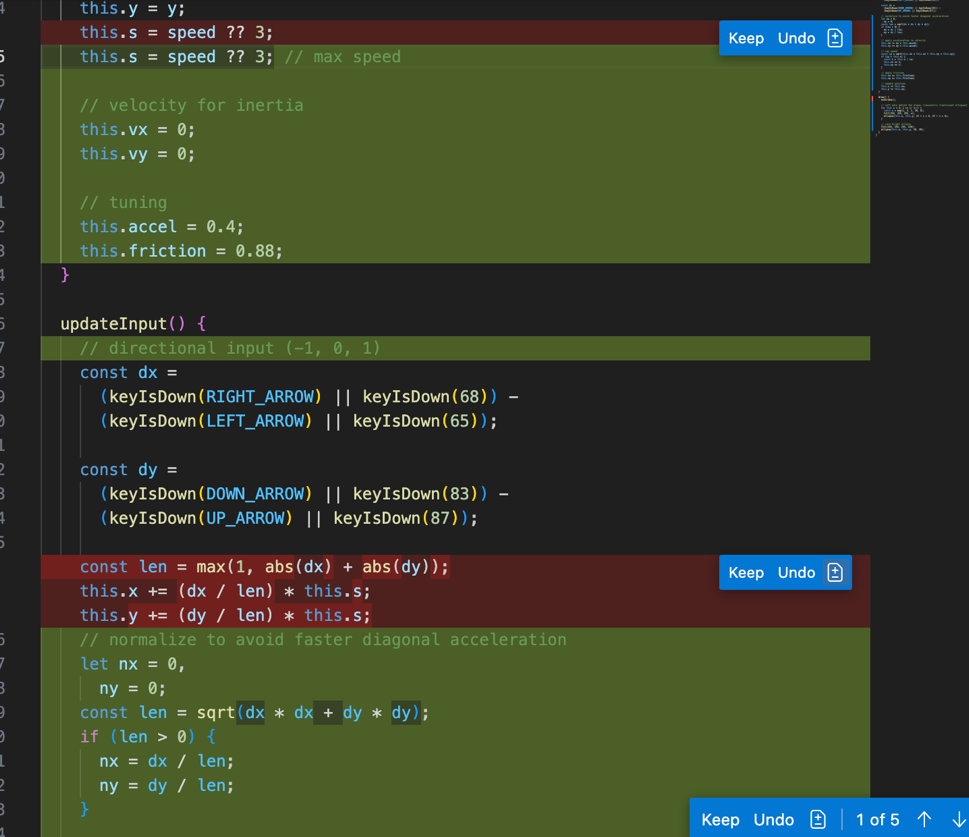 this.y = y;
this.s = speed ?? 3;
Keep Undo
this.s = speed ?? 3; // max speed
// velocity for inertia
this.vx = 0;
this.vy = 0;
// tuning
this.accel = 0.4;
this.friction = 0.88;
}
updateInput() {
// directional input (-1, 0, 1)
const dx =
(keyIsDown(RIGHT_ARROW) || keyIsDown(68)) -
(keyIsDown(LEFT_ARROW) || keyIsDown(65));
const dy =
(keyIsDown(DOWN_ARROW) || keyIsDown(83)) -
(keyIsDown(UP_ARROW) || keyIsDown(87));
const len = max(1, abs(dx) + abs(dy));
Keep Undo
this.x += (dx / len) * this.s;
this.y += (dy / len) * this.s;
// normalize to avoid faster diagonal acceleration
let nx = 0,
ny = 0;
const len = sqrt(dx * dx + dy * dy);
if (len > 0) {
nx = dx / len;
ny = dy / len;
}
Keep Undo 1 of 5